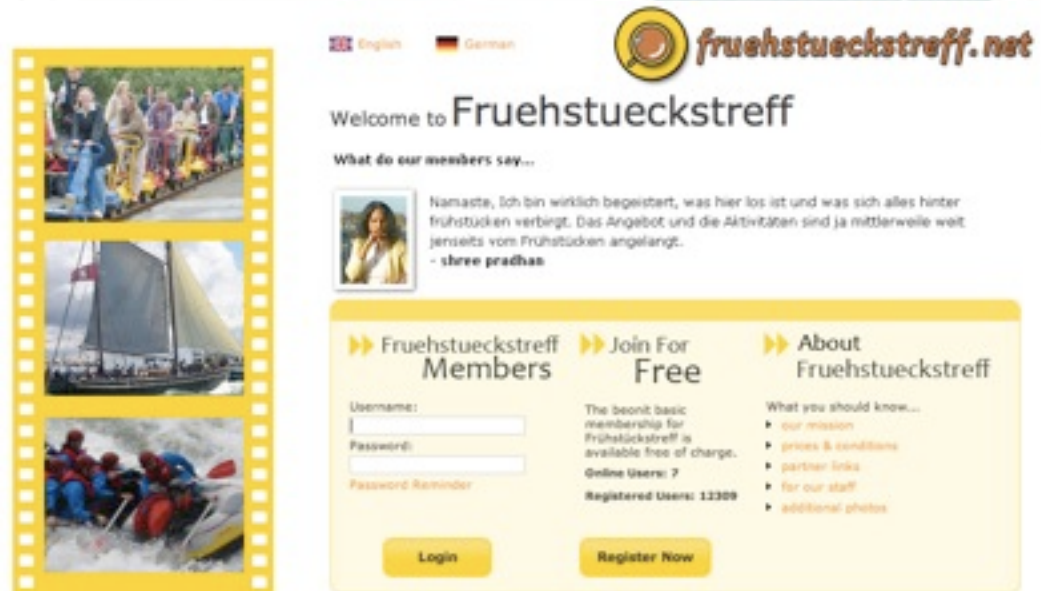 English
German
fruehstueckstreff.net
Welcome to Fruehstueckstreff
What do our members say...
Namaste, Ich bin wirklich begeistert, was hier los ist und was sich alles hinter
frühstücken verbirgt. Das Angebot und die Aktivitäten sind ja mittlerweile weit
jenseits vom Frühstücken angelangt.
- shree pradhan
Fruehstueckstreff
Members
Username:
Password:
Password Reminder
Login
Join For
Free
The beonit basic
membership for
Frühstückstreff is
available free of charge.
Online Users: 7
Registered Users: 12309
Register Now
About
Fruehstueckstreff
What you should know...
our mission
prices & conditions
partner links
for our staff
additional photos